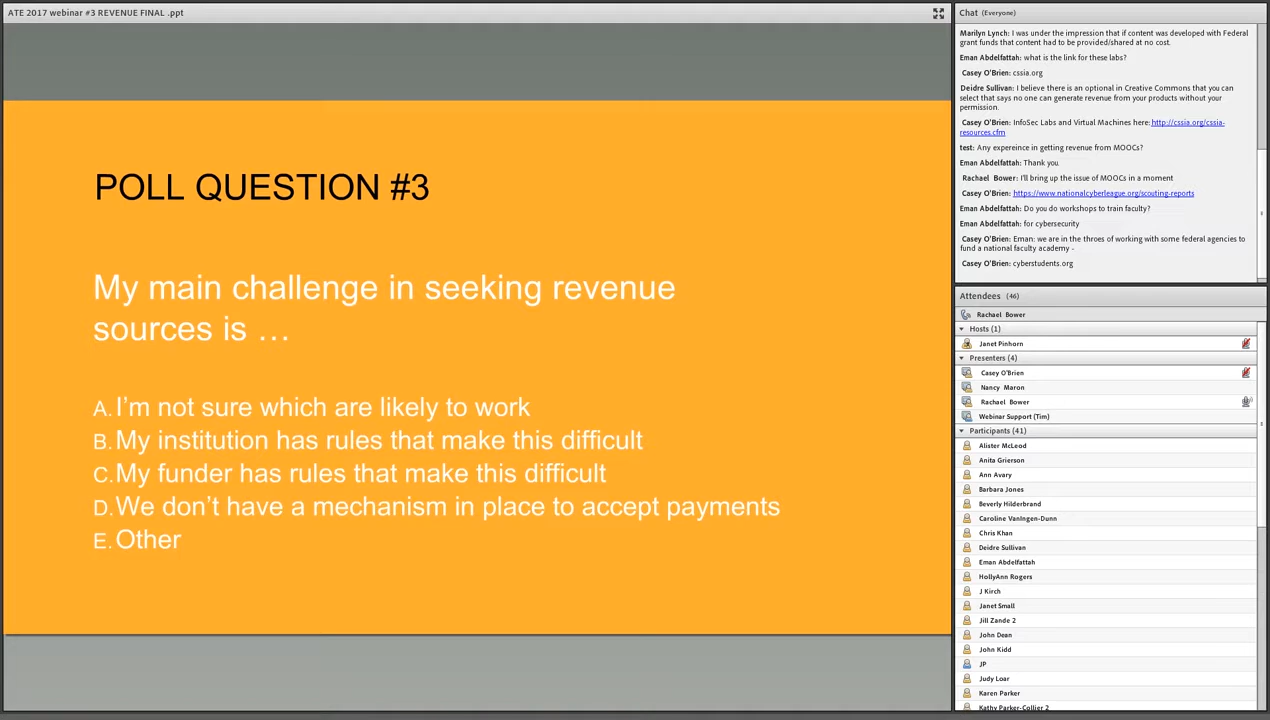 ATE 2017 webinar #3 REVENUE FINAL .ppt
POLL QUESTION #3
My main challenge in seeking revenue
sources is …
A. I’m not sure which are likely to work
B. My institution has rules that make this difficult
C. My funder has rules that make this difficult
D. We don’t have a mechanism in place to accept payments
E. Other
Chat (Everyone)
Marilyn Lynch: I was under the impression that if content was developed with Federal
grant funds that content had to be provided/shared at no cost.
Eman Abdelfattah: what is the link for these labs?
Casey O'Brien: cssia.org
Deidre Sullivan: I believe there is an optional in Creative Commons that you can
select that says no one can generate revenue from your products without your
permission.
Casey O'Brien: InfoSec Labs and Virtual Machines here: http://cssia.org/cssia-
resources.cfm
test: Any expereince in getting revenue from MOOCs?
Eman Abdelfattah: Thank you
Rachael Bower: I'll bring up the issue of MOOCs in a moment
Casey O'Brien: https://www.nationalcyberleague.org/scouting-reports
Eman Abdelfattah: Do you do workshops to train faculty?
Eman Abdelfattah: for cybersecurity
Casey O'Brien: Eman: we are in the throes of working with some federal agencies to
fund a national faculty academy -
Casey O'Brien: cyberstudents.org
Attendees (46)
Rachael Bower
Hosts (1)
Janet Pinhorn
Presenters (4)
Casey O'Brien
Nancy Maron
Rachael Bower
Webinar Support (Tim)
Participants (41)
Alister McLeod
Anita Grierson
Ann Avary
Barbara Jones
Beverly Hilderbrand
Caroline VanIngen-Dunn
Chris Khan
Deidre Sullivan
Eman Abdelfattah
HollyAnn Rogers
J Kirch
Janet Small
Jill Zande 2
John Dean
John Kidd
JP
Judy Loar
Karen Parker
Kathy Parker-Collier 2